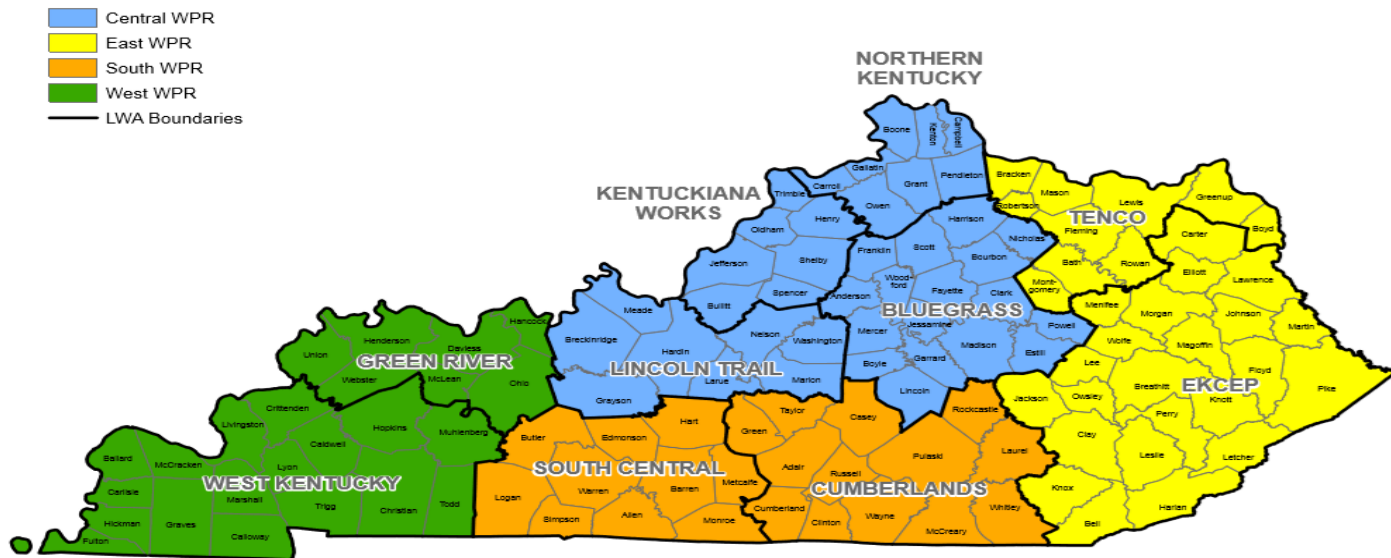 Central WPR
East WPR
South WPR
West WPR
LWA Boundaries
NORTHERN
KENTUCKY
Boone
Kenton
Campbell
Gallatin
Carroll
Grant
Pendleton
Owen
KENTUCKIANA
WORKS
Trimble
Henry
Oldham
Jefferson
Shelby
Spencer
Bullitt
Bracken
Mason
Robertson
Lewis
Greenup
TENCO
Fleming
Boyd
Bath
Rowan
Mont-
gomery
Harrison
Nicholas
Franklin
Scott
Bourbon
Wood-
ford
Anderson
Fayette
Clark
BLUEGRASS
Mercer
Jessamine
Powell
Madison
Boyle
Garrard
Estill
Lincoln
Carter
Elliott
Lawrence
Menifee
Morgan
Johnson
Martin
Wolfe
Magoffin
Lee
Floyd
Breathitt
EKCEP
Pike
Jackson
Owsley
Knott
Perry
Clay
Leslie
Letcher
Knox
Harlan
Bell
Meade
Breckinridge
Nelson
Washington
Hardin
LINCOLN TRAIL
Larue
Marion
Grayson
Hancock
Henderson
Daviess
Union
GREEN RIVER
Webster
McLean
Ohio
Crittenden
Livingston
Hopkins
Muhlenberg
Caldwell
Ballard
McCracken
Lyon
WEST KENTUCKY
Carlisle
Marshall
Trigg
Christian
Todd
Hickman
Graves
Calloway
Fulton
Butler
Edmonson
Hart
SOUTH CENTRAL
Logan
Warren
Barren
Metcalfe
Simpson
Allen
Monroe
Taylor
Casey
Rockcastle
Green
Pulaski
Laurel
Adair
Russell
CUMBERLANDS
Cumberland
Clinton
Wayne
Whitley
McCreary